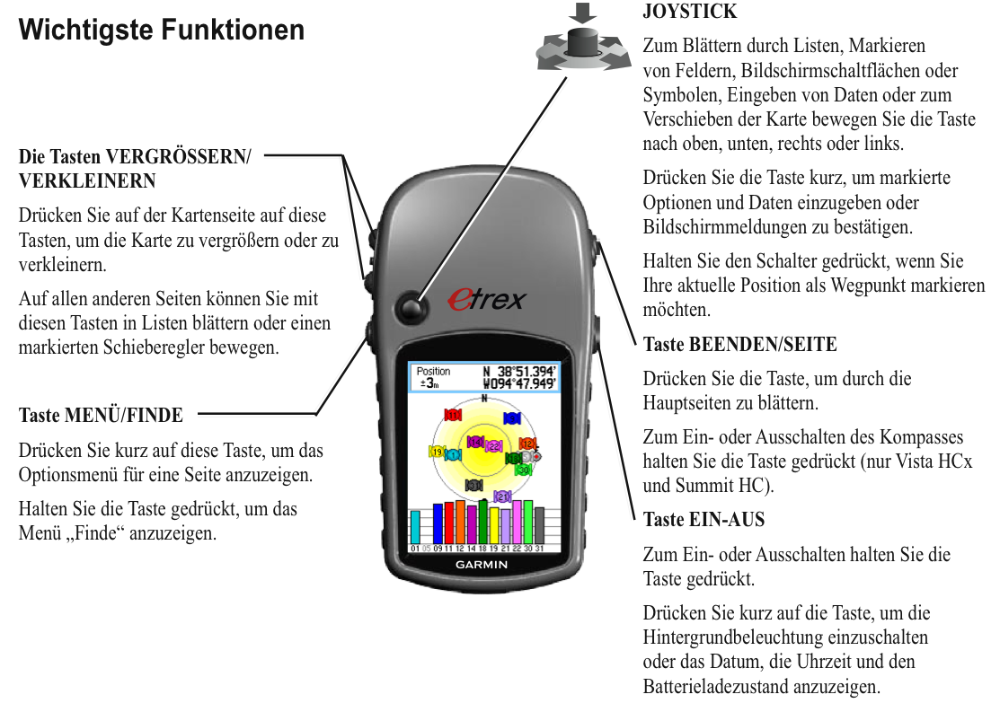 Wichtigste Funktionen
Die Tasten VERGRÖSSERN/
VERKLEINERN
Drücken Sie auf der Kartenseite auf diese
Tasten, um die Karte zu vergrößern oder zu
verkleinern.
Auf allen anderen Seiten können Sie mit
diesen Tasten in Listen blättern oder einen
markierten Schieberegler bewegen.
Taste MENÜ/FINDE
Drücken Sie kurz auf diese Taste, um das
Optionsmenü für eine Seite anzuzeigen.
Halten Sie die Taste gedrückt, um das
Menü „Finde“ anzuzeigen.
etrex
Position
N 38°51.394'
±3m
W094°47.949'
N
19
22
12
30
21
01 05 09 11 12 14 18 19 21 22 30 31
GARMIN
JOYSTICK
Zum Blättern durch Listen, Markieren
von Feldern, Bildschirmschaltflächen oder
Symbolen, Eingeben von Daten oder zum
Verschieben der Karte bewegen Sie die Taste
nach oben, unten, rechts oder links.
Drücken Sie die Taste kurz, um markierte
Optionen und Daten einzugeben oder
Bildschirmmeldungen zu bestätigen.
Halten Sie den Schalter gedrückt, wenn Sie
Ihre aktuelle Position als Wegpunkt markieren
möchten.
Taste BEENDEN/SEITE
Drücken Sie die Taste, um durch die
Hauptseiten zu blättern.
Zum Ein- oder Ausschalten des Kompasses
halten Sie die Taste gedrückt (nur Vista HCx
und Summit HC).
Taste EIN-AUS
Zum Ein- oder Ausschalten halten Sie die
Taste gedrückt.
Drücken Sie kurz auf die Taste, um die
Hintergrundbeleuchtung einzuschalten
oder das Datum, die Uhrzeit und den
Batterieladezustand anzuzeigen.